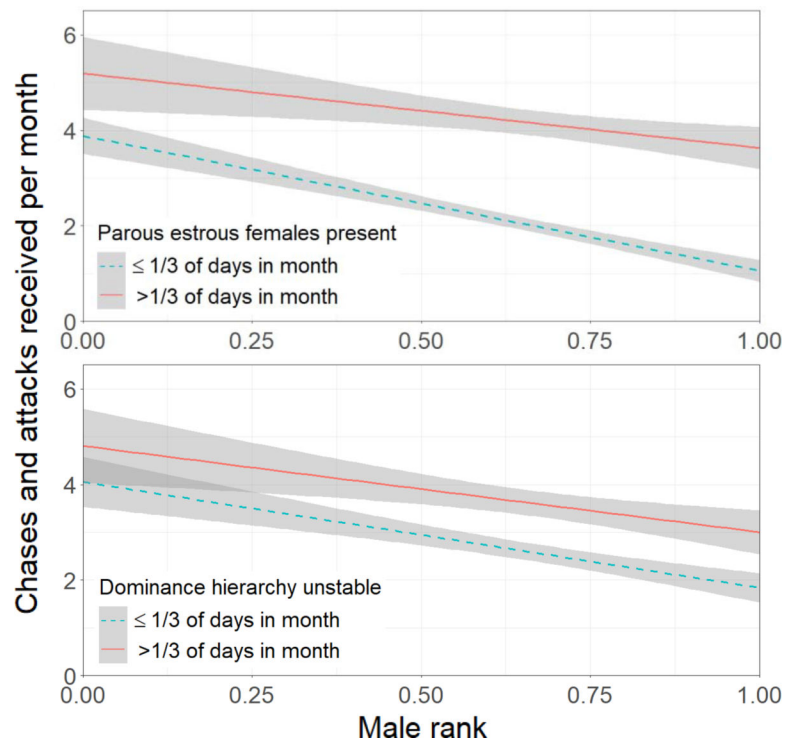 Chases and attacks received per month
6
4
2
0
Parous estrous females present
≤ 1/3 of days in month
>1/3 of days in month
0.00 0.25 0.50 0.75 1.00
6
4
2
0
Dominance hierarchy unstable
≤ 1/3 of days in month
>1/3 of days in month
0.00 0.25 0.50 0.75 1.00
Male rank